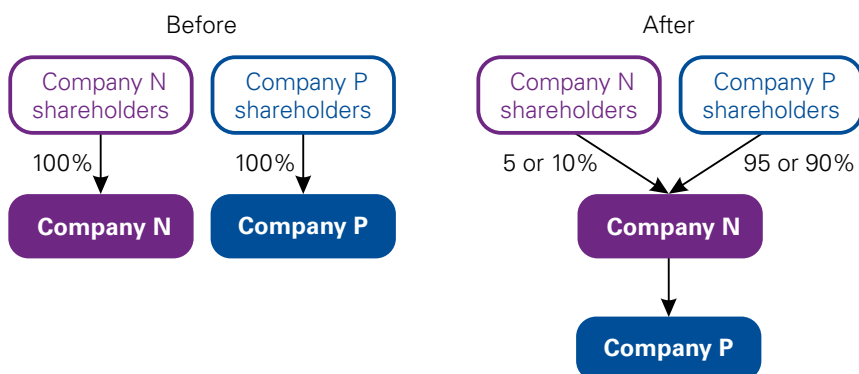 Before
After
Company N
shareholders
Company P
shareholders
Company N
shareholders
Company P
shareholders
100%
100%
5 or 10%
95 or 90%
Company N
Company P
Company N
Company P